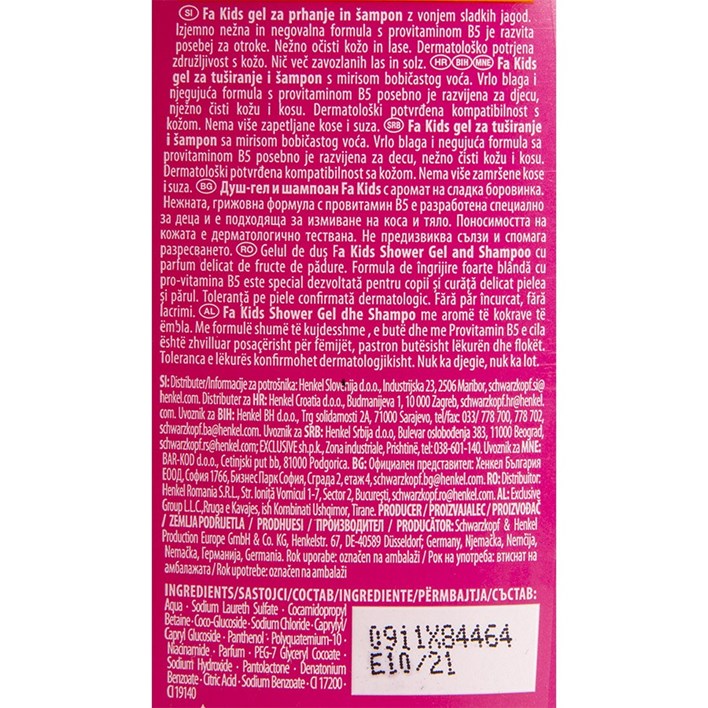 SI Fa Kids gel za prhanje in šampon z vonjem sladkih jagod.
Izjemno nežna in negovalna formula s provitaminom B5 je razvita
posebej za otroke. Nežno očisti kožo in lase. Dermatološko potrjena
združljivost s kožo. Nič več zavozlanih las in solz. HR BIH MNE Fa Kids
gel za tuširanje i šampon s mirisom bobičastog voća. Vrlo blaga i
njegujuća formula s provitaminom B5 posebno je razvijena za djecu,
nježno čisti kožu i kosu. Dermatološki potvrđena kompatibilnost s
kožom. Nema više zapetljane kose i suza. SRB Fa Kids gel za tuširanje
i šampon sa mirisom bobičastog voća. Vrlo blaga i negujuća formula sa
provitaminom B5 posebno je razvijena za decu, nežno čisti kožu i kosu.
Dermatološki potvrđena kompatibilnost sa kožom. Nema više zamršene kose
i suza. BG Душ-гел и шампоан Fa Kids с аромат на сладка боровинка.
Нежната, грижовна формула с провитамин B5 е разработена специално
за деца и е подходяща за измиване на коса и тяло. Поносимостта на
кожата е дерматологично тествана. Не предизвиква сълзи и спомага
разресването. RO Gelul de duș Fa Kids Shower Gel and Shampoo cu
parfum delicat de fructe de pădure. Formula de îngrijire foarte blândă cu
pro-vitamina B5 este special dezvoltată pentru copii și curăță delicat pielea
și părul. Toleranță pe piele confirmată dermatologic. Fără păr încurcat, fără
lacrimi. AL Fa Kids Shower Gel dhe Shampo me aromë të kokrave të
ëmbla. Me formulë shumë të kujdesshme , e butë dhe me Provitamin B5 e cila
është zhvilluar posaçërisht për fëmijët, pastron butësisht lëkurën dhe flokët.
Toleranca e lëkurës konfirmohet dermatologjikisht. Nuk ka djegie, nuk ka lot.
SI: Distributer/Informacije za potrošnika: Henkel Slovenija d.o.o., Industrijska 23, 2506 Maribor, schwarzkopf.si@
henkel.com. Distributer za HR: Henkel Croatia d.o.o., Budmanijeva 1, 10 000 Zagreb, schwarzkopf.hr@henkel.
com. Uvoznik za BIH: Henkel BH d.o.o., Trg solidarnosti 2A, 71000 Sarajevo, tel/fax: 033/ 778 700, 778 702,
schwarzkopf.ba@henkel.com. Uvoznik za SRB: Henkel Srbija d.o.o., Bulevar oslobođenja 383, 11000 Beograd,
schwarzkopf.rs@henkel.com; EXCLUSIVE sh.p.k., Zona industriale, Prishtinë, tel: 038-601-140. Uvoznik za MNE:
BAR-KOD d.o.o., Cetinjski put bb, 81000 Podgorica. BG: Официален представител: Хенкел България
ЕООД, София 1766, Бизнес Парк София, Сграда 2, етаж 4, schwarzkopf.bg@henkel.com. RO: Distribuitor:
Henkel Romania S.R.L., Str. Ioniță Vornicul 1-7, Sector 2, București, schwarzkopf.ro@henkel.com. AL: Exclusive
Group L.L.C.,Rruga e Kavajes, ish Kombinati Ushqimor, Tirane. PRODUCER / PROIZVAJALEC/ PROIZVOĐAČ
/ ZEMLJA PODRIJETLA / PRODHUESI / ПРОИЗВОДИТЕЛ / PRODUCĂTOR: Schwarzkopf & Henkel
Production Europe GmbH & Co. KG, Henkelstr. 67, DE-40589 Düsseldorf; Germany, Njemačka, Nemčija,
Nemačka, Германия, Germania. Rok uporabe: označen na ambalaži / Рок на употреба: втиснат на
амбалажата / Rok upotrebe: označen na ambalaži
INGREDIENTS/SASTOJCI/СОСТАВ/INGREDIENTE/PËRMBAJTJA/СЪСТАВ:
Aqua · Sodium Laureth Sulfate · Cocamidopropyl
Betaine · Coco-Glucoside · Sodium Chloride · Caprylyl/
Capryl Glucoside · Panthenol · Polyquaternium-10 ·
Niacinamide · Parfum · PEG-7 Glyceryl Cocoate ·
Sodium Hydroxide · Pantolactone · Denatonium
Benzoate · Citric Acid · Sodium Benzoate · CI 17200 ·
CI 19140
0911X84464
E10/21